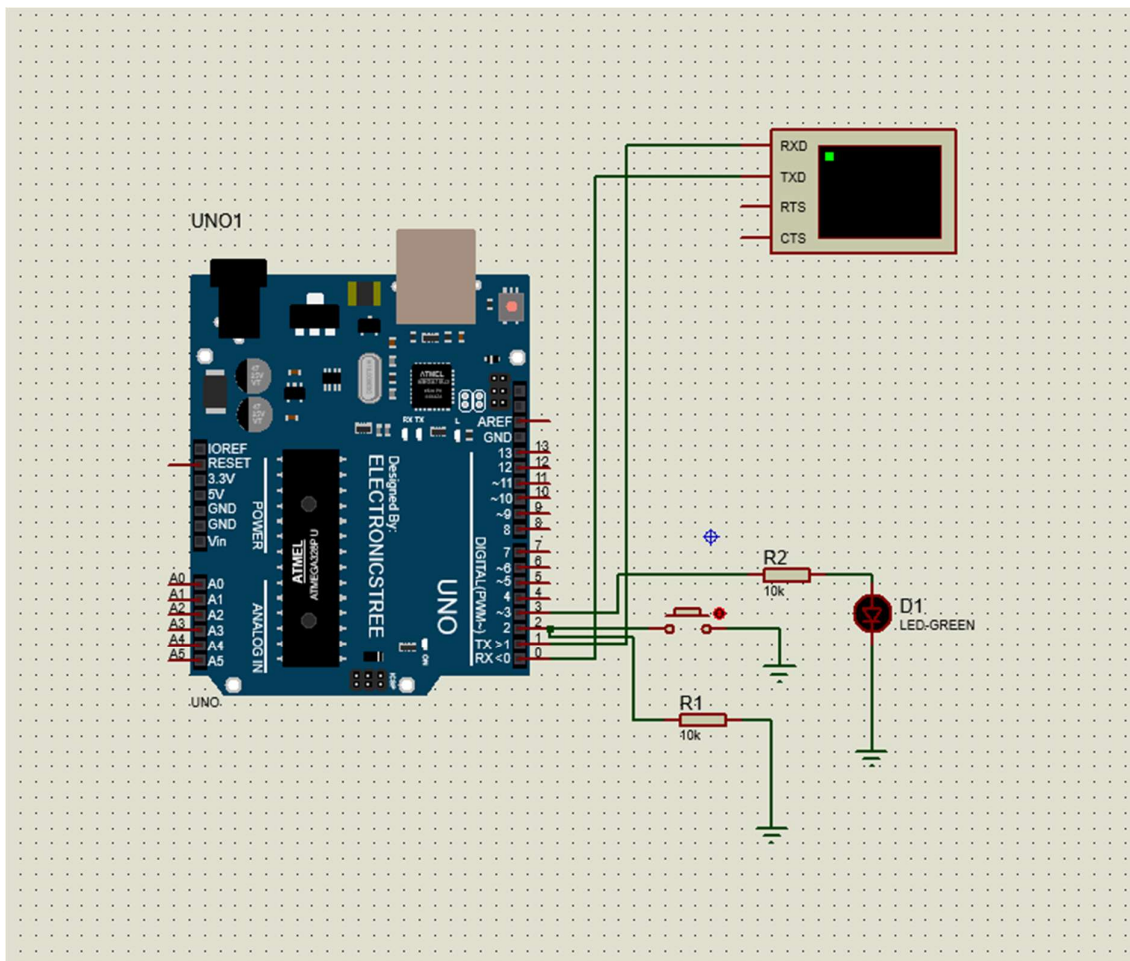 UNO1
RXD
TXD
RTS
CTS
ATMEL
RX TX
L
AREF
GND
13 13
12 12
~11 11
~10 10
~9 9
8 8
7 7
~6 6
~5 5
4 4
~3 3
2 2
TX >1 1
RX <0 0
IOREF
RESET
3.3V
5V
GND
GND
Vin
POWER
A0 A0
A1 A1
A2 A2
A3 A3
A4 A4
A5 A5
ANALOG IN
ATMEL
ATMEGA328P U
Designed By:
ELECTRONICSTREE
DIGITAL(PWM~)
UNO
ON
ICSP
UNO
R2
10k
D1
LED-GREEN
R1
10k